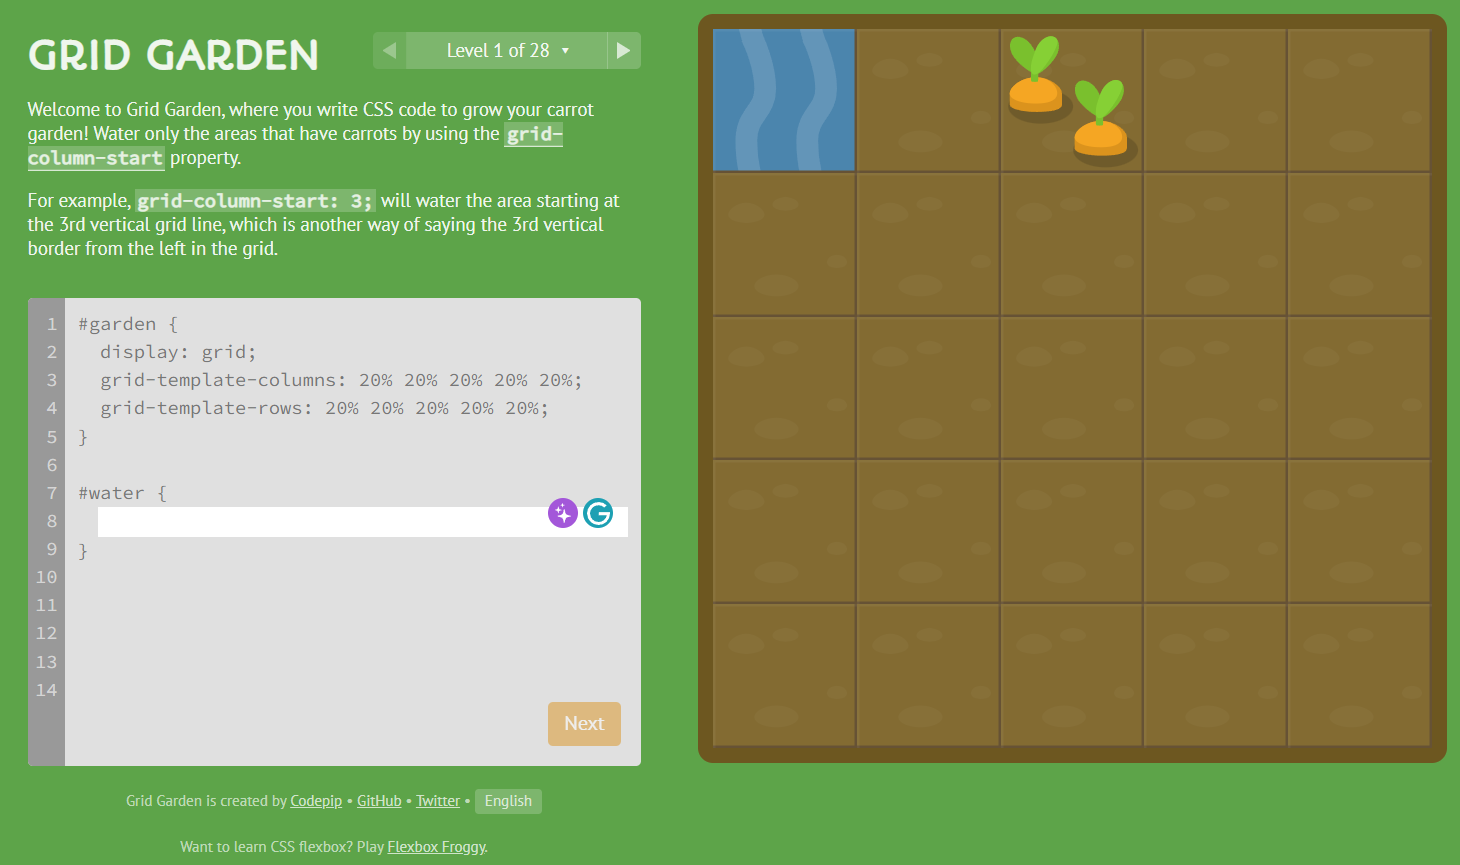 GRID GARDEN
Level 1 of 28
Welcome to Grid Garden, where you write CSS code to grow your carrot
garden! Water only the areas that have carrots by using the grid-
column-start property.
For example, grid-column-start: 3; will water the area starting at
the 3rd vertical grid line, which is another way of saying the 3rd vertical
border from the left in the grid.
1 #garden {
2 display: grid;
3 grid-template-columns: 20% 20% 20% 20% 20%;
4 grid-template-rows: 20% 20% 20% 20% 20%;
5 }
6
7 #water {
8
9 }
10
11
12
13
14
Next
Grid Garden is created by Codepip • GitHub • Twitter • English
Want to learn CSS flexbox? Play Flexbox Froggy.